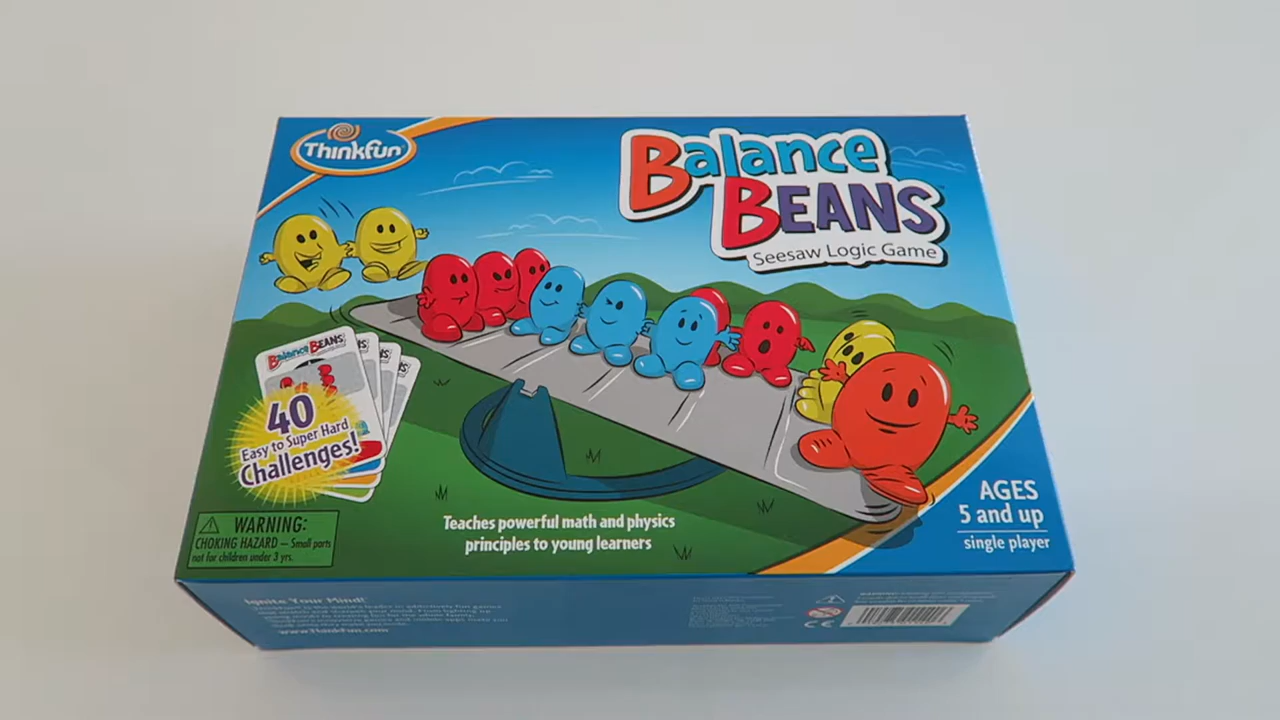 ThinkFun
Balance
BEANS
Seesaw Logic Game
Balance BEANS
40
Easy to Super Hard
Challenges!
WARNING:
CHOKING HAZARD — Small parts
not for children under 3 yrs.
Teaches powerful math and physics
principles to young learners
AGES
5 and up
single player
Ignite Your Mind!
www.ThinkFun.com
CE